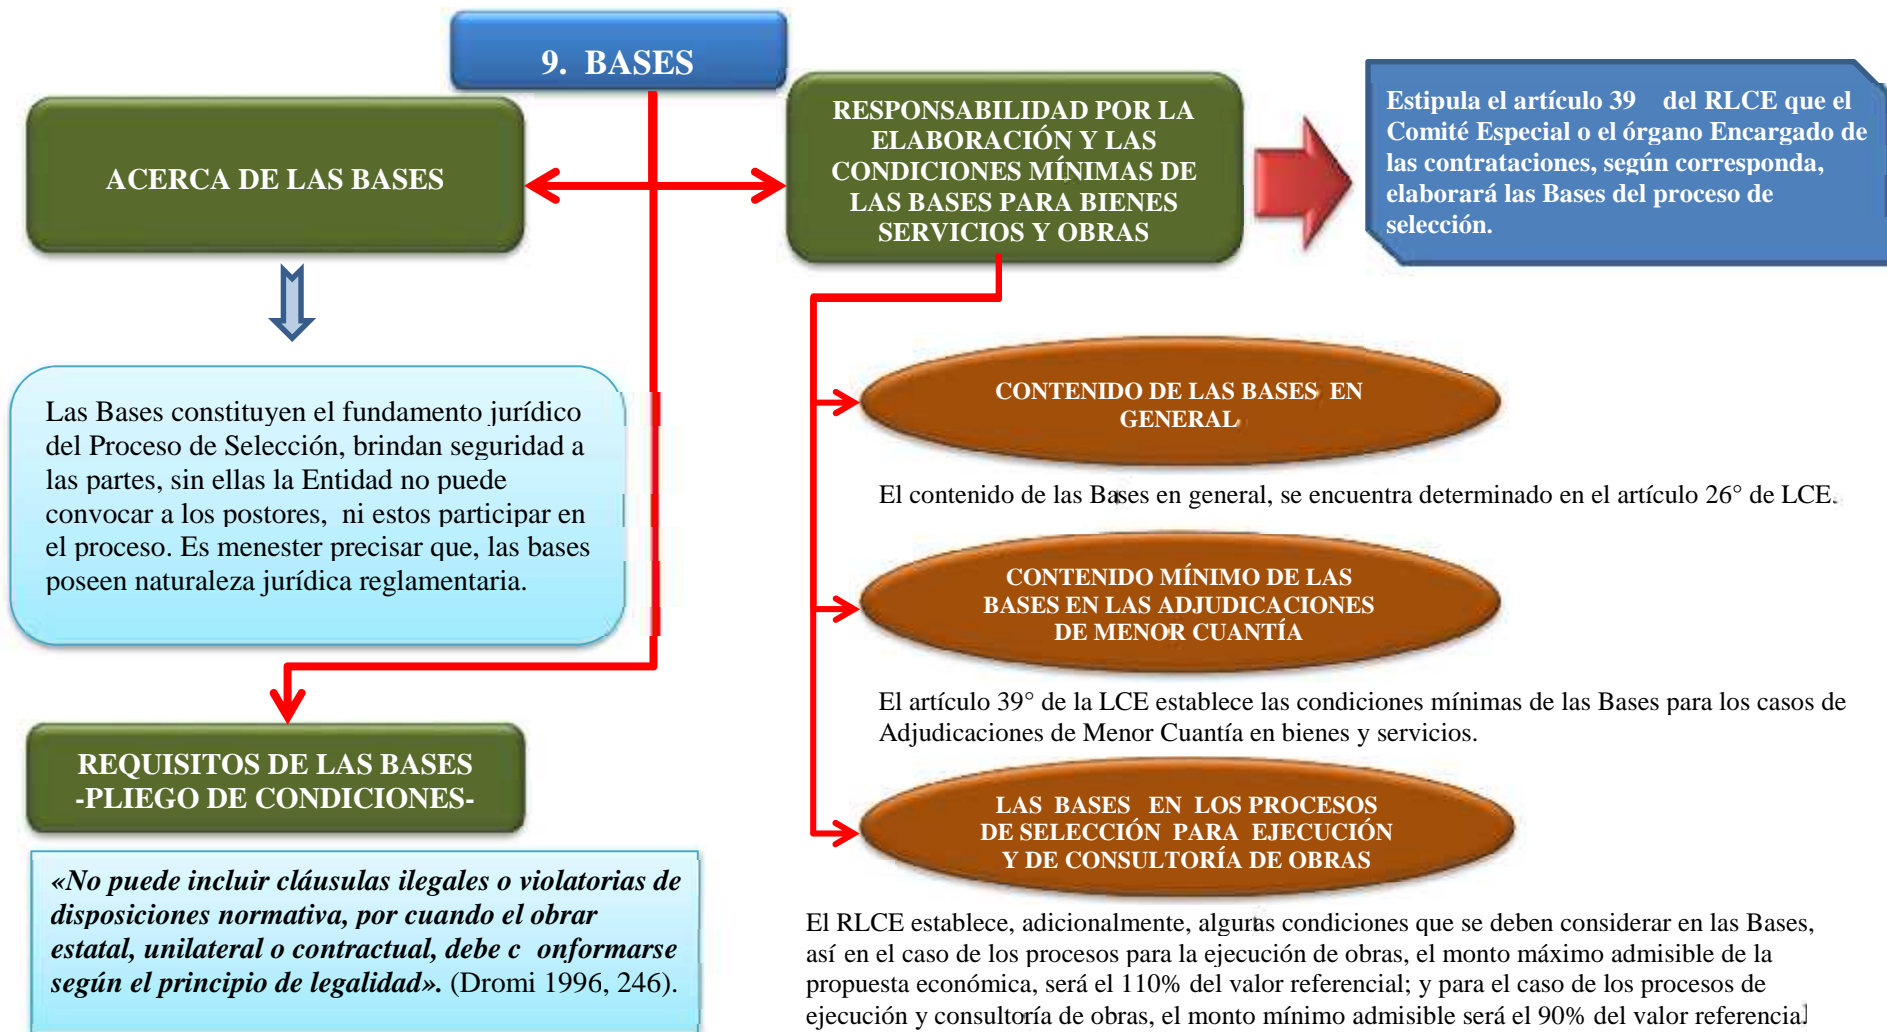 9. BASES
ACERCA DE LAS BASES
Las Bases constituyen el fundamento jurídico
del Proceso de Selección, brindan seguridad a
las partes, sin ellas la Entidad no puede
convocar a los postores, ni estos participar en
el proceso. Es menester precisar que, las bases
poseen naturaleza jurídica reglamentaria.
REQUISITOS DE LAS BASES
-PLIEGO DE CONDICIONES-
«No puede incluir cláusulas ilegales o violatorias de
disposiciones normativa, por cuando el obrar
estatal, unilateral o contractual, debe c onformarse
según el principio de legalidad». (Dromi 1996, 246).
RESPONSABILIDAD POR LA
ELABORACIÓN Y LAS
CONDICIONES MÍNIMAS DE
LAS BASES PARA BIENES
SERVICIOS Y OBRAS
Estipula el artículo 39 del RLCE que el
Comité Especial o el órgano Encargado de
las contrataciones, según corresponda,
elaborará las Bases del proceso de
selección.
CONTENIDO DE LAS BASES EN
GENERAL
El contenido de las Bases en general, se encuentra determinado en el artículo 26° de LCE.
CONTENIDO MÍNIMO DE LAS
BASES EN LAS ADJUDICACIONES
DE MENOR CUANTÍA
El artículo 39° de la LCE establece las condiciones mínimas de las Bases para los casos de
Adjudicaciones de Menor Cuantía en bienes y servicios.
LAS BASES EN LOS PROCESOS
DE SELECCIÓN PARA EJECUCIÓN
Y DE CONSULTORÍA DE OBRAS
El RLCE establece, adicionalmente, algunas condiciones que se deben considerar en las Bases,
así en el caso de los procesos para la ejecución de obras, el monto máximo admisible de la
propuesta económica, será el 110% del valor referencial; y para el caso de los procesos de
ejecución y consultoría de obras, el monto mínimo admisible será el 90% del valor referencial